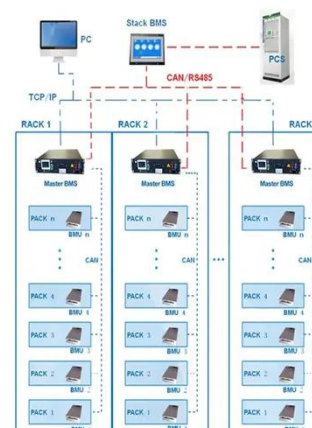 Stack BMS
PC
PCS
CAN/RS485
TCP/IP
RACK 1
RACK 2
RACK
Master BMS
Master BMS
Master BMS
PACK n
BMU n
PACK n
BMU n
PACK n
BMU n
CAN
CAN
CAN
PACK 4
BMU 4
PACK 4
BMU 4
PACK 4
BMU 4
PACK 3
BMU 3
PACK 3
BMU 3
PACK 3
BMU 3
PACK 2
BMU 2
PACK 2
BMU 2
PACK 2
BMU 2
PACK 1
PACK 1
PACK 1